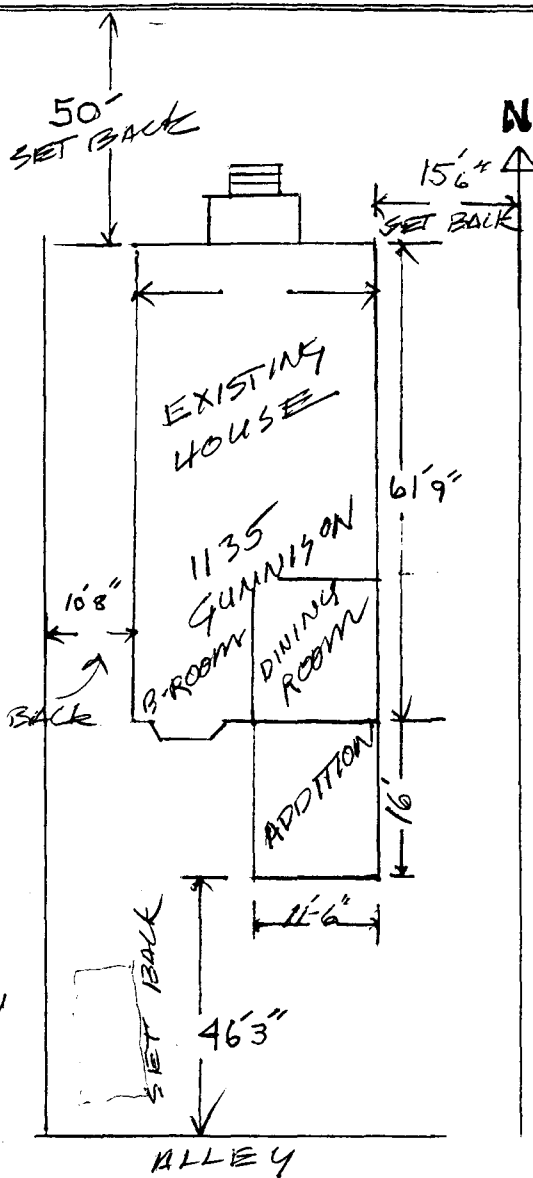 50'
SET BACK
N
15'6"
SET BACK
EXISTING
HOUSE
61'9"
1135
GUNNISON
10'8"
B-ROOM
DINING
ROOM
BACK
ADDITION
16'
11'-6"
SET BACK
46'3"
ALLEY